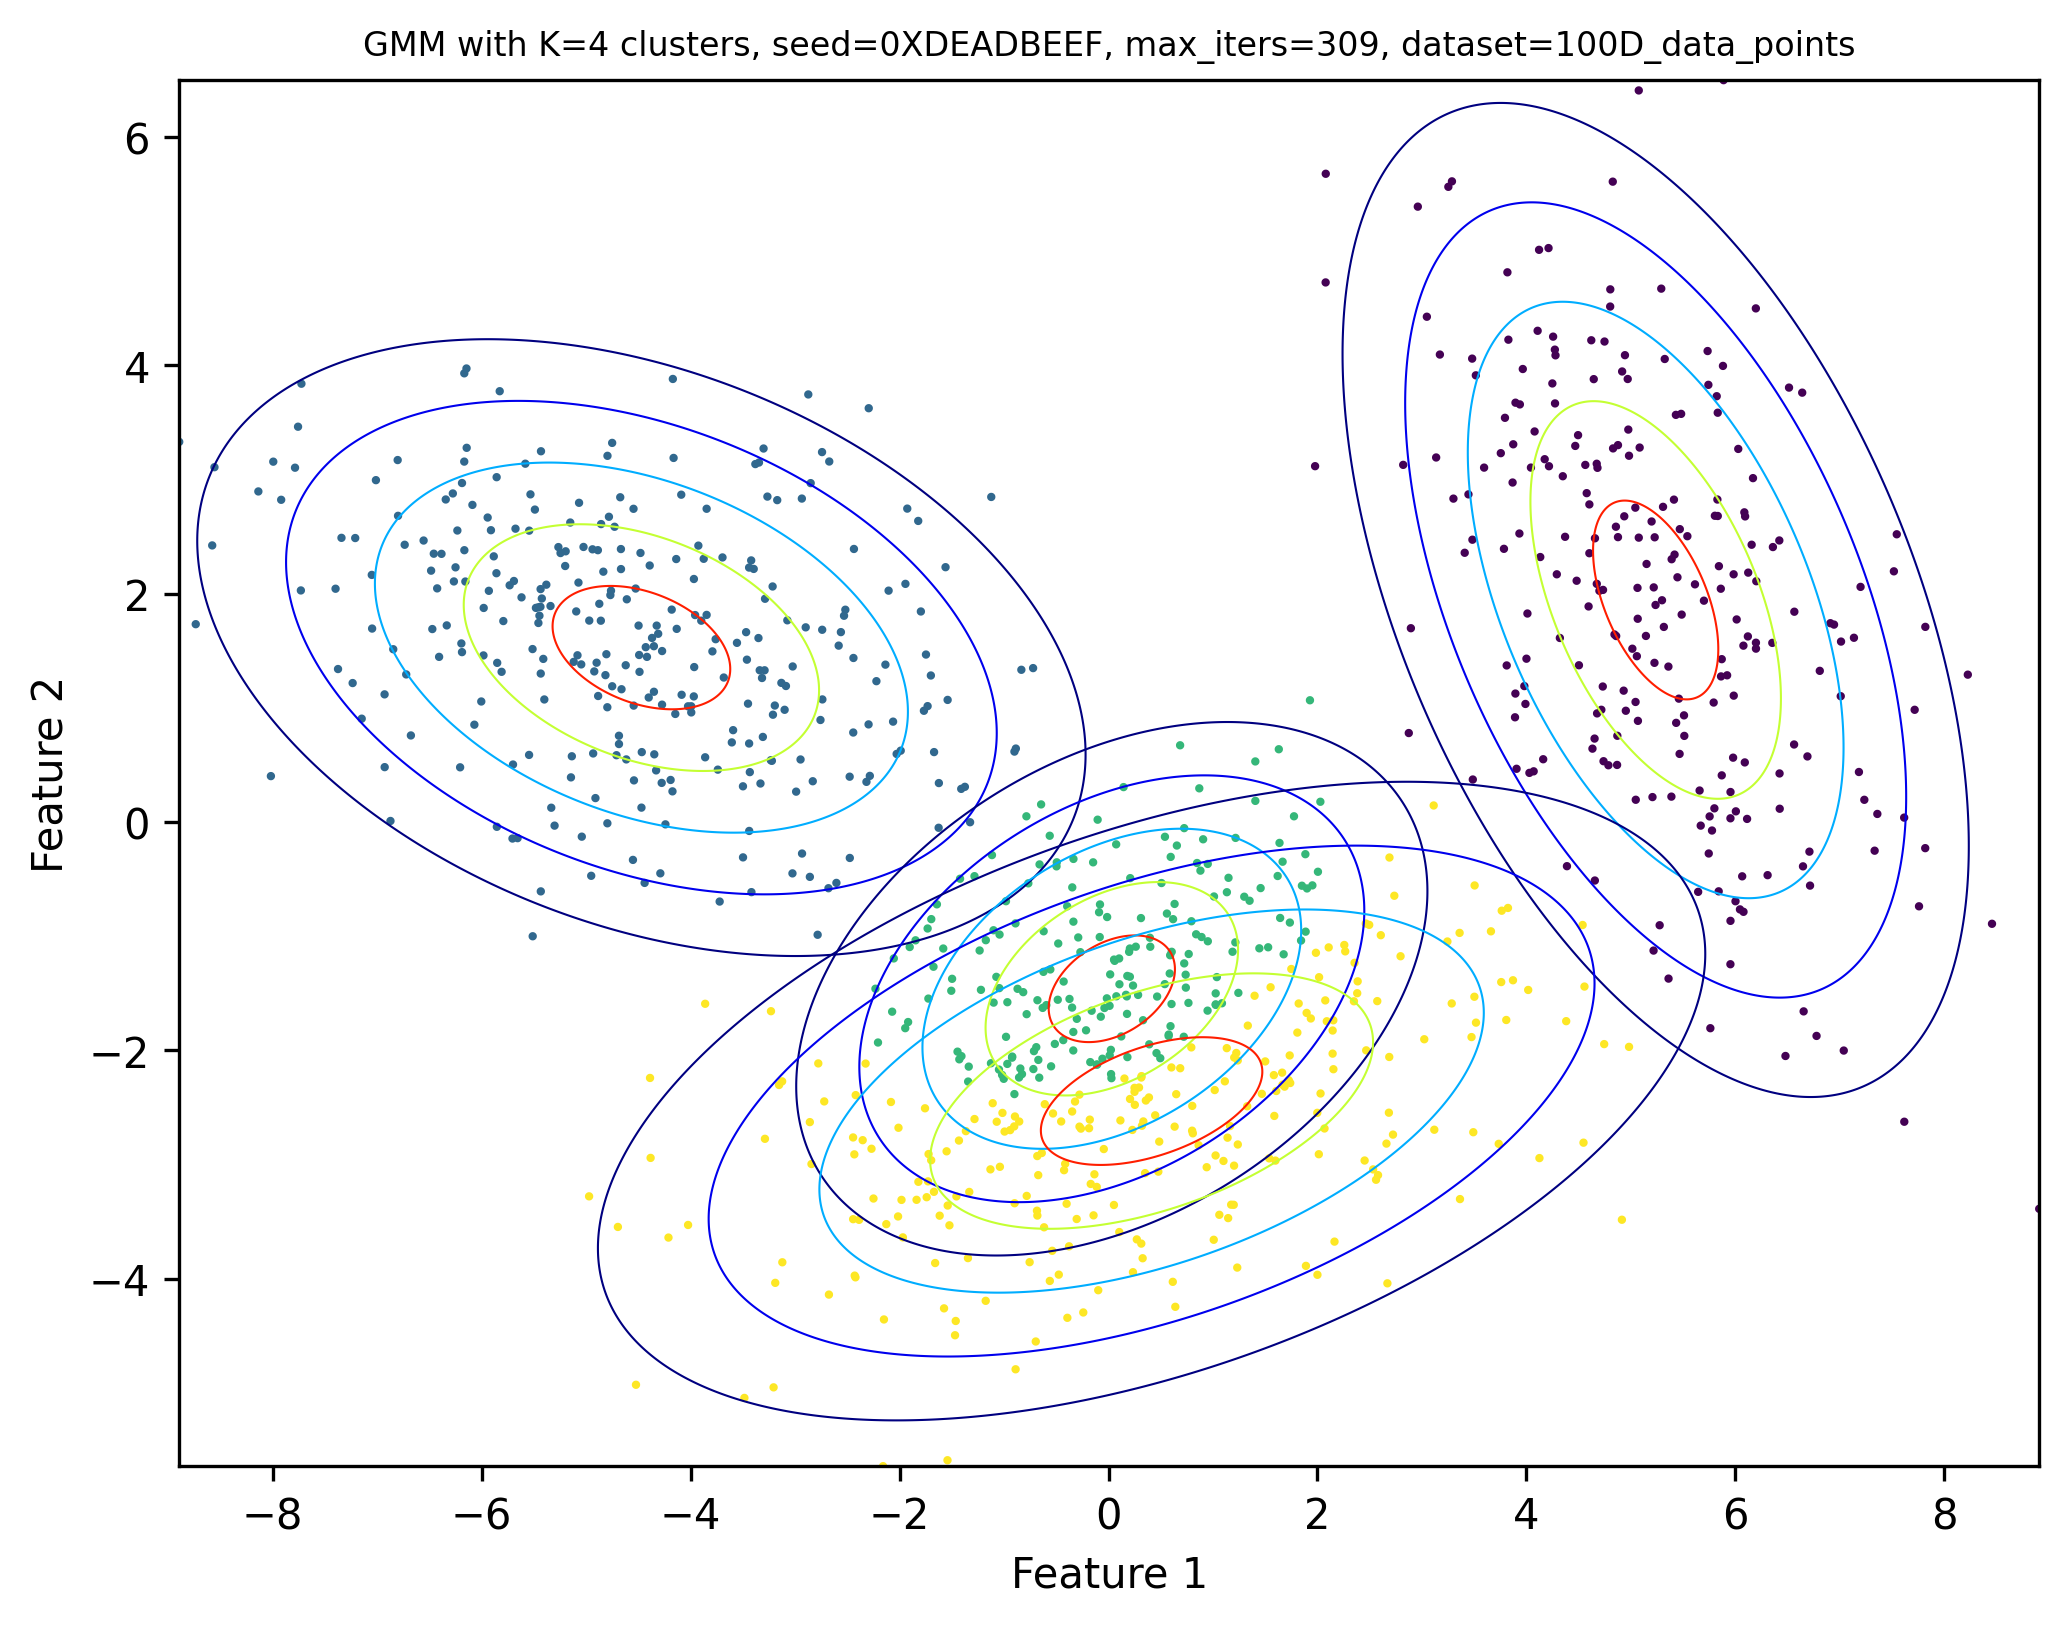 GMM with K=4 clusters, seed=0XDEADBEEF, max_iters=309, dataset=100D_data_points
6
4
2
0
−2
−4
Feature 2
−8 −6 −4 −2 0 2 4 6 8
Feature 1